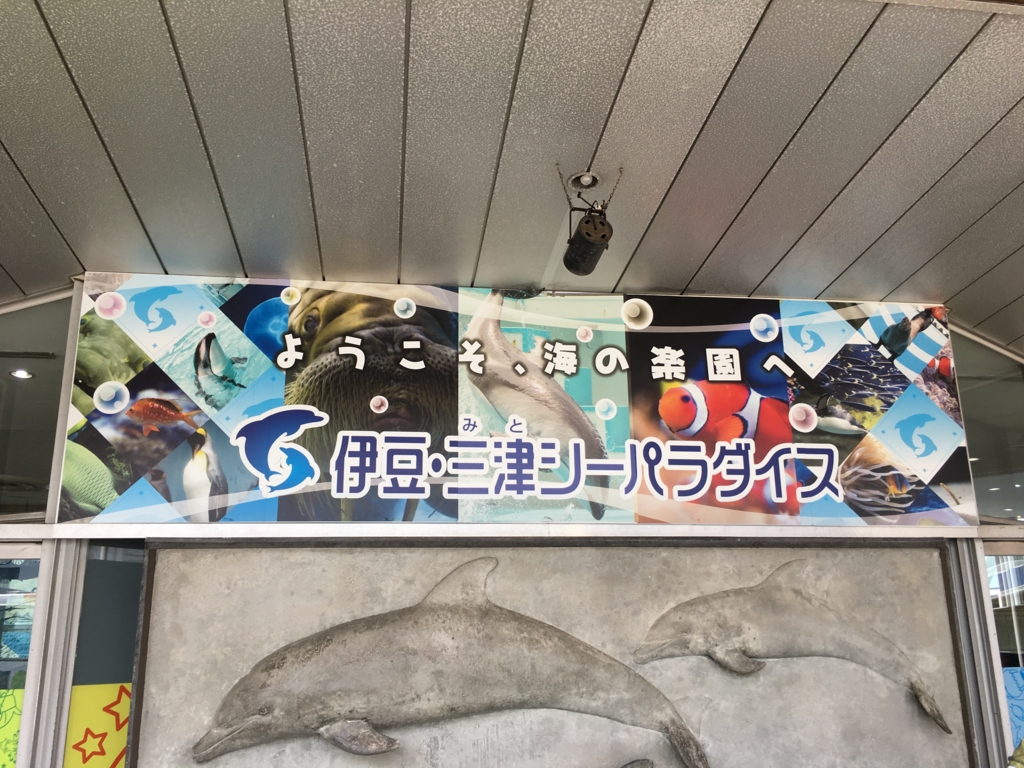 ようこそ、海の楽園へ
みと
伊豆・三津シーパラダイス